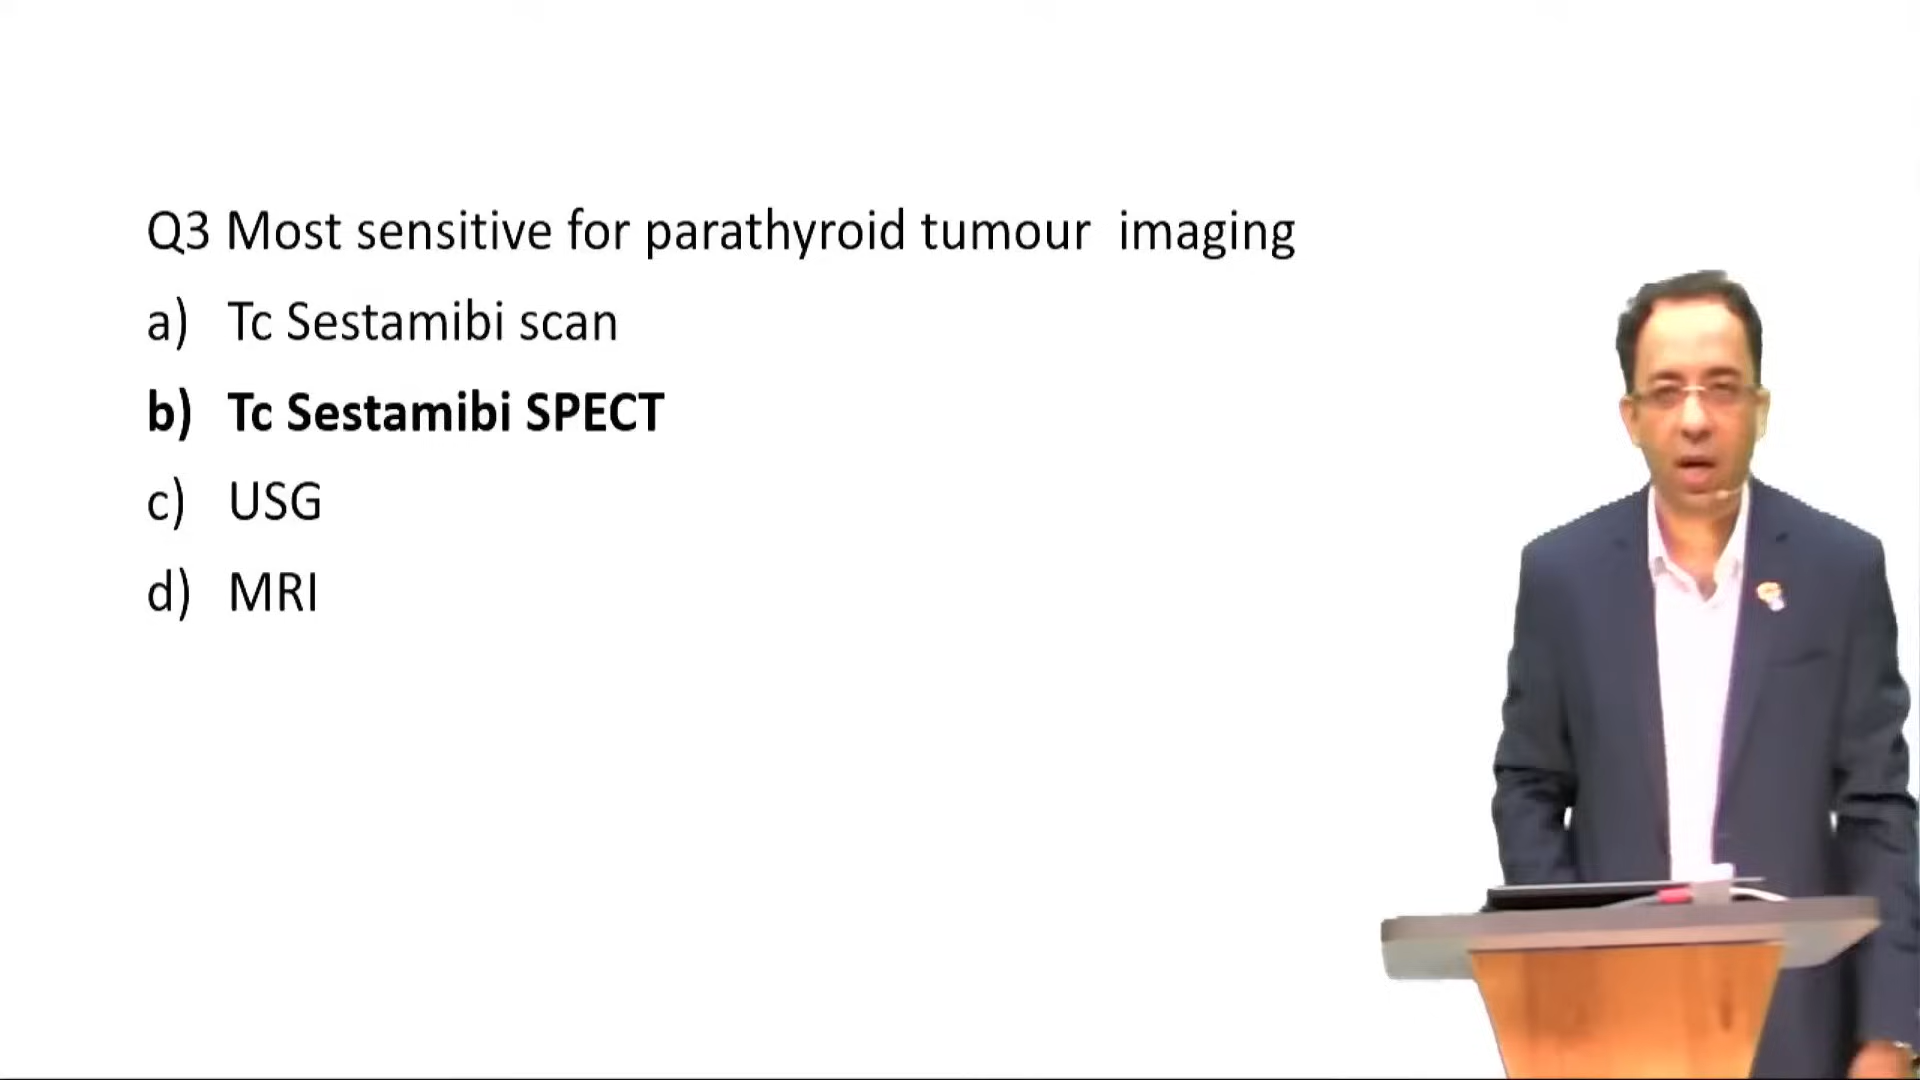 Q3 Most sensitive for parathyroid tumour imaging
a) Tc Sestamibi scan
b) Tc Sestamibi SPECT
c) USG
d) MRI